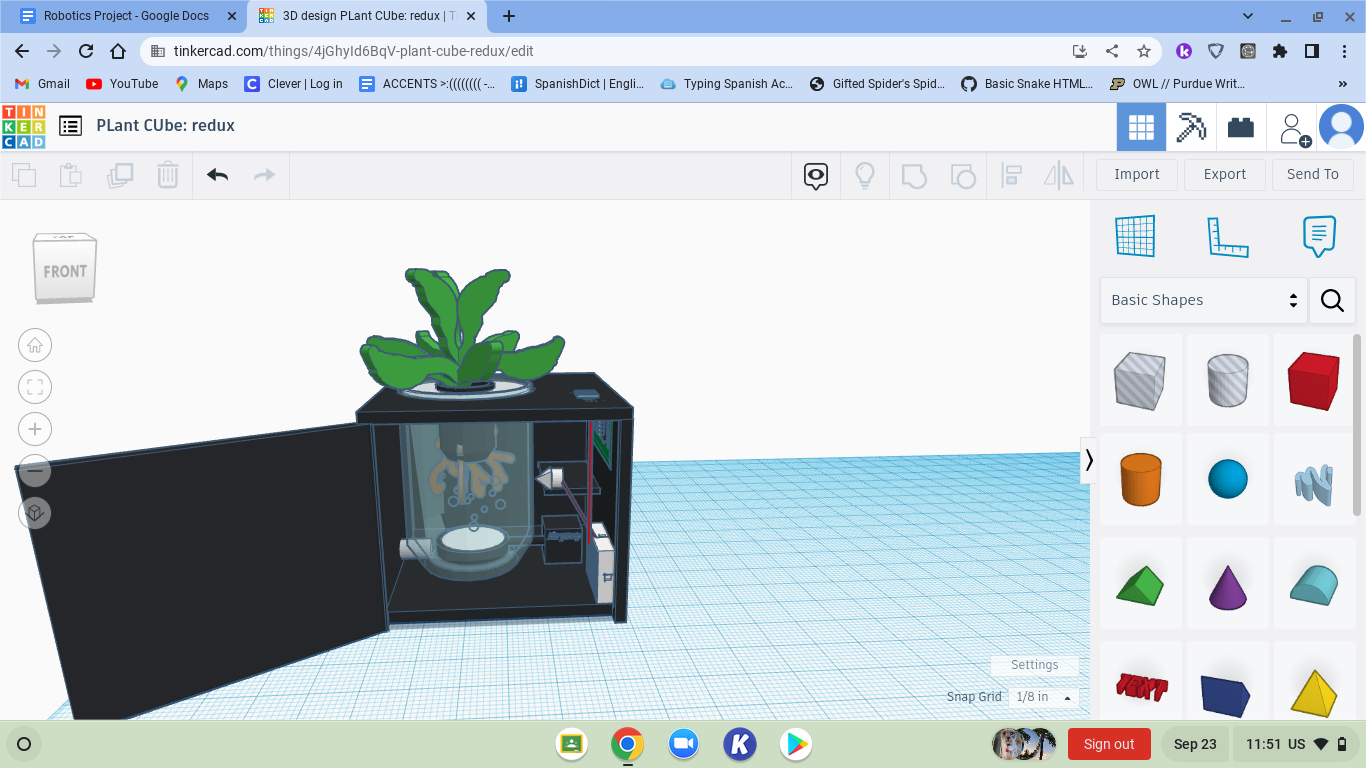 Robotics Project - Google Docs
3D design PLant CUbe: redux |
tinkercad.com/things/4jGhyId6BqV-plant-cube-redux/edit
Gmail
YouTube
Maps
Clever | Log in
ACCENTS >:((((((( -...
SpanishDict | Engli...
Typing Spanish Ac...
Gifted Spider's Spid...
Basic Snake HTML...
OWL // Purdue Writ...
»
TIN
KER
CAD
PLant CUbe: redux
Import
Export
Send To
FRONT
Basic Shapes
TEXT
Settings
Snap Grid
1/8 in
Sign out
Sep 23
11:51 US